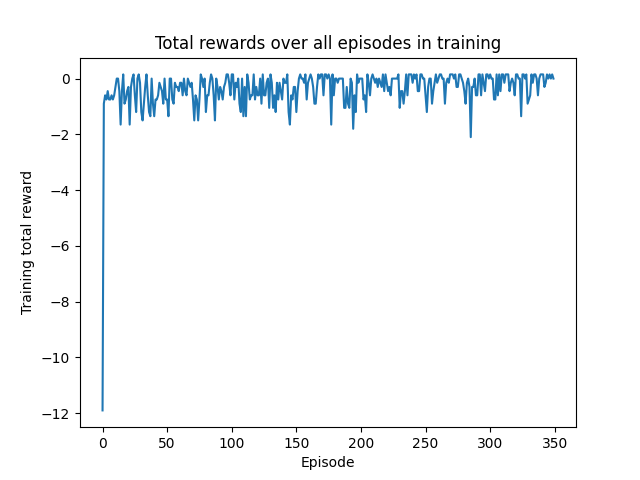 Total rewards over all episodes in training
0
−2
−4
−6
−8
−10
−12
Training total reward
0 50 100 150 200 250 300 350
Episode